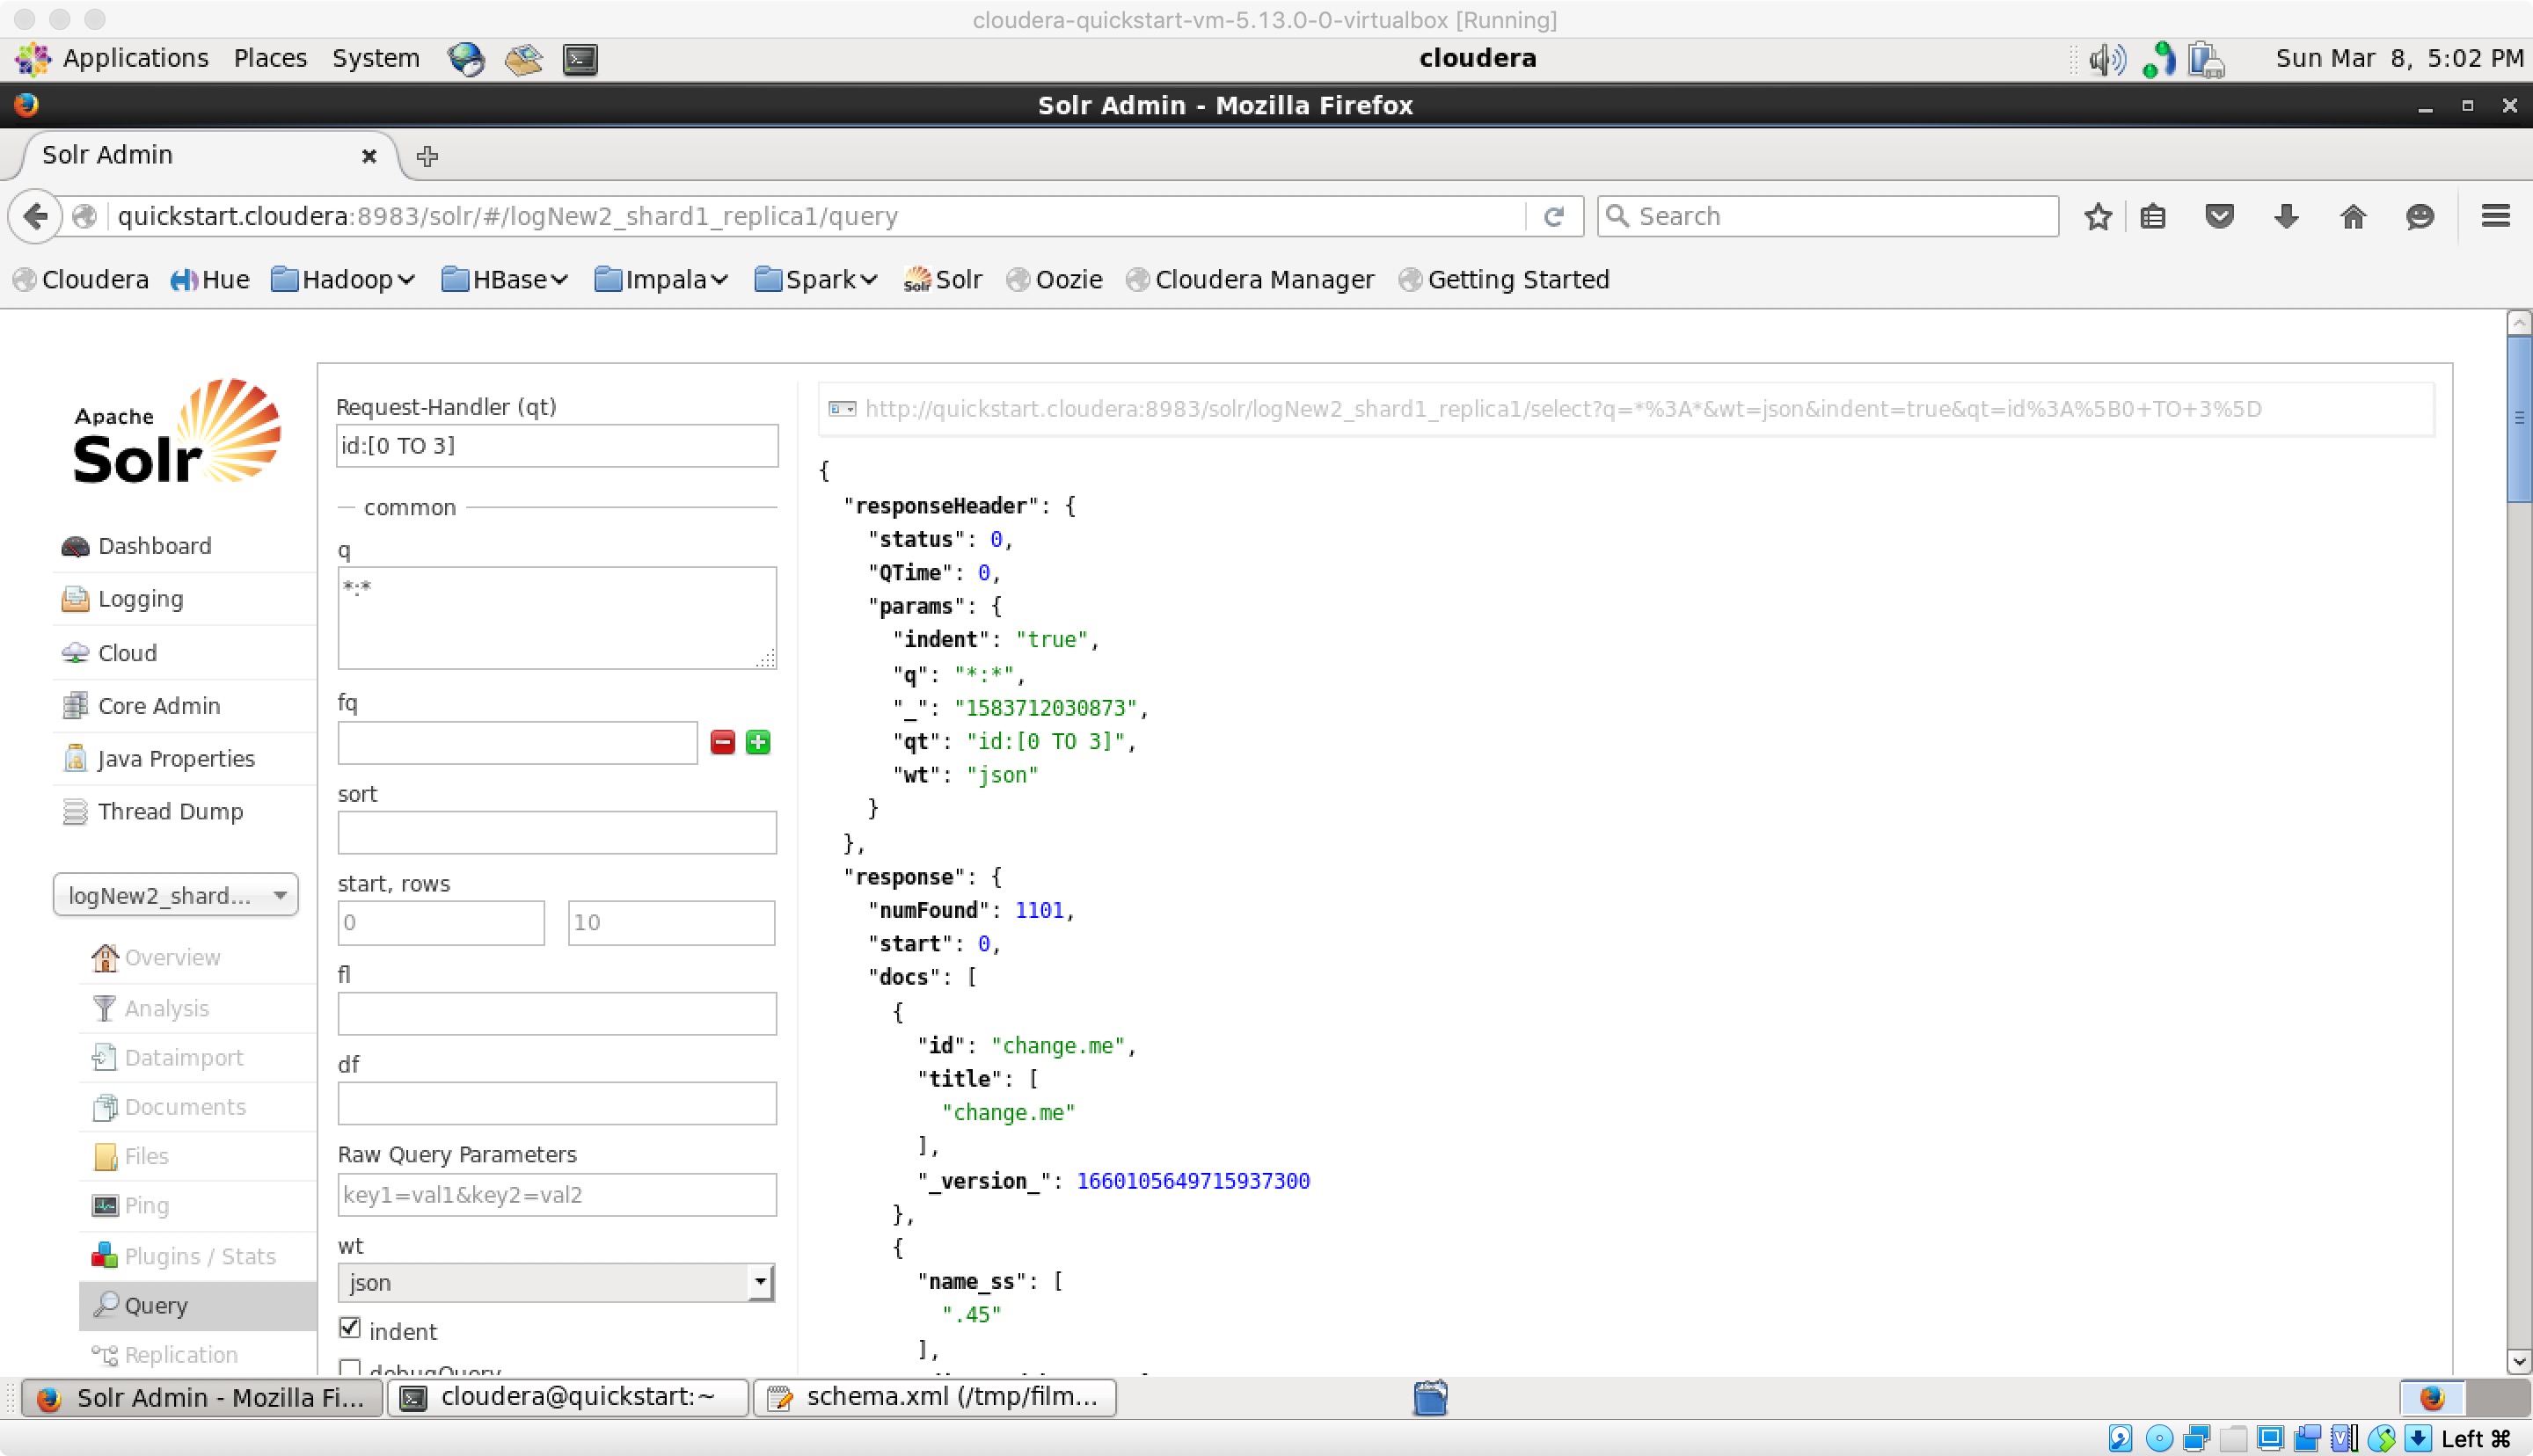 cloudera-quickstart-vm-5.13.0-0-virtualbox [Running]
Applications Places System cloudera Sun Mar 8, 5:02 PM
Solr Admin - Mozilla Firefox
Solr Admin
quickstart.cloudera:8983/solr/#/logNew2_shard1_replica1/query Search
Cloudera Hue Hadoop HBase Impala Spark Solr Oozie Cloudera Manager Getting Started
Apache
Solr
Dashboard
Logging
Cloud
Core Admin
Java Properties
Thread Dump
logNew2_shard...
Overview
Analysis
Dataimport
Documents
Files
Ping
Plugins / Stats
Query
Replication
Request-Handler (qt)
id:[0 TO 3]
common
q
*:*
fq
sort
start, rows
0 10
fl
df
Raw Query Parameters
key1=val1&key2=val2
wt
json
indent
debugQuery
http://quickstart.cloudera:8983/solr/logNew2_shard1_replica1/select?q=*%3A*&wt=json&indent=true&qt=id%3A%5B0+TO+3%5D
{
"responseHeader": {
"status": 0,
"QTime": 0,
"params": {
"indent": "true",
"q": "*:*",
"_": "1583712030873",
"qt": "id:[0 TO 3]",
"wt": "json"
}
},
"response": {
"numFound": 1101,
"start": 0,
"docs": [
{
"id": "change.me",
"title": [
"change.me"
],
"_version_": 1660105649715937300
},
{
"name_ss": [
".45"
],
Solr Admin - Mozilla Fi... cloudera@quickstart:~ schema.xml (/tmp/film...
Left ⌘